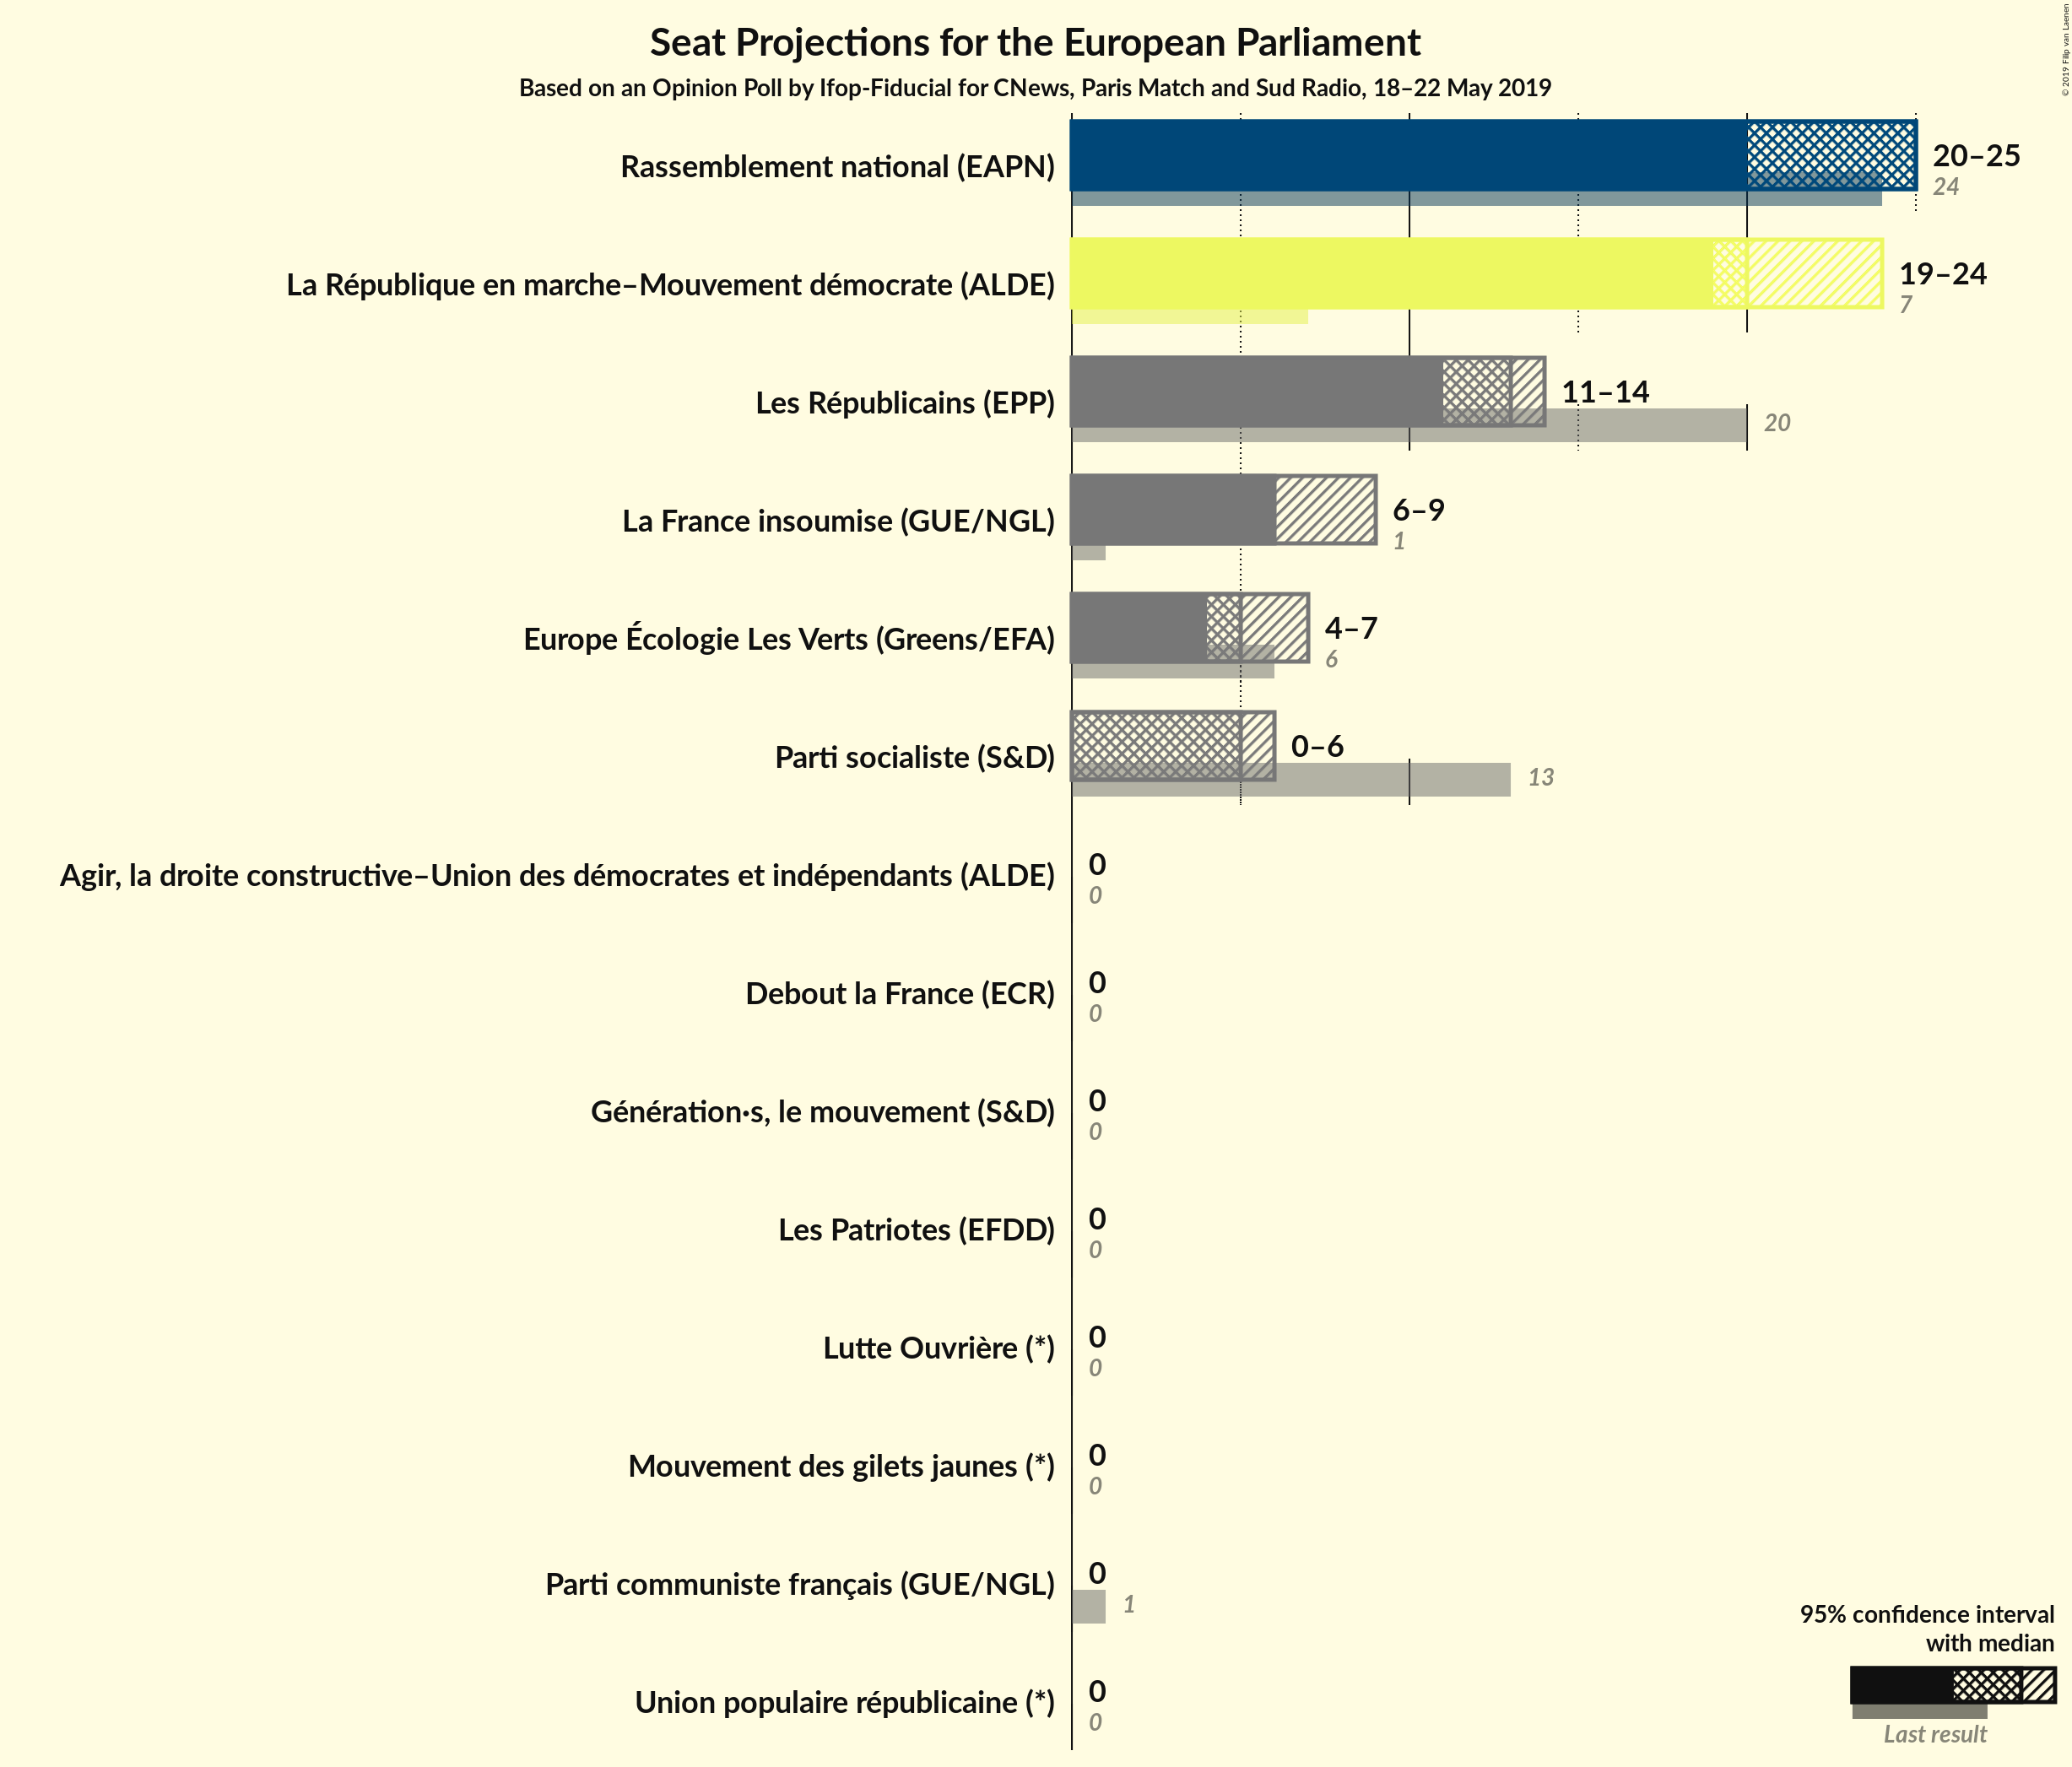 Seat Projections for the European Parliament
Based on an Opinion Poll by Ifop-Fiducial for CNews, Paris Match and Sud Radio, 18–22 May 2019
© 2019 Filip van Laenen
Rassemblement national (EAPN)
20–25
24
La République en marche–Mouvement démocrate (ALDE)
19–24
7
Les Républicains (EPP)
11–14
20
La France insoumise (GUE/NGL)
6–9
1
Europe Écologie Les Verts (Greens/EFA)
4–7
6
Parti socialiste (S&D)
0–6
13
Agir, la droite constructive–Union des démocrates et indépendants (ALDE)
0
0
Debout la France (ECR)
0
0
Génération·s, le mouvement (S&D)
0
0
Les Patriotes (EFDD)
0
0
Lutte Ouvrière (*)
0
0
Mouvement des gilets jaunes (*)
0
0
Parti communiste français (GUE/NGL)
0
1
Union populaire républicaine (*)
0
0
95% confidence interval
with median
Last result